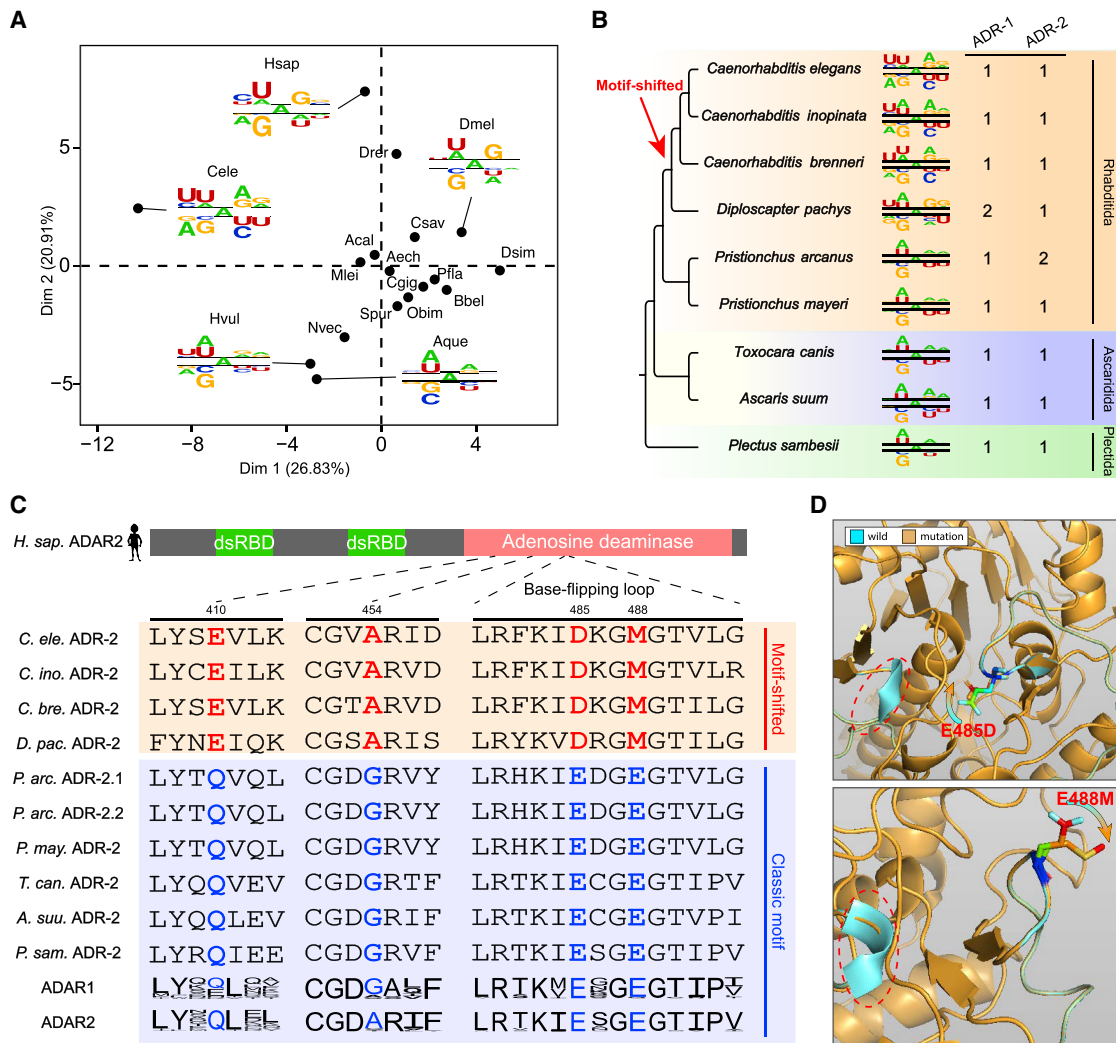 A
Hsap
Dmel
Drer
Cele
Csav
Acal
Aech
Dsim
Mlei
Cgig
Pfla
Bbel
Spur
Obim
Hvul
Nvec
Aque
5
0
−5
−12
−8
−4
0
4
Dim 1 (26.83%)
Dim 2 (20.91%)
B
ADR-1
ADR-2
Motif-shifted
Caenorhabditis elegans 1 1
Caenorhabditis inopinata 1 1
Caenorhabditis brenneri 1 1
Diploscapter pachys 2 1
Pristionchus arcanus 1 2
Pristionchus mayeri 1 1
Toxocara canis 1 1
Ascaris suum 1 1
Plectus sambesii 1 1
Rhabditida
Ascaridida
Plectida
C
H. sap. ADAR2
dsRBD
dsRBD
Adenosine deaminase
Base-flipping loop
410 454 485 488
C. ele. ADR-2 LYSEVLK CGVARID LRFKIDKGMGTVLG
C. ino. ADR-2 LYCEILK CGVARVD LRFKIDKGMGTVLR
C. bre. ADR-2 LYSEVLK CGTARVD LRFKIDKGMGTVLG
D. pac. ADR-2 FYNEIQK CGSARIS LRYKVDRGMGTILG
P. arc. ADR-2.1 LYTQVQL CGDGRVY LRHKIEDGEGTVLG
P. arc. ADR-2.2 LYTQVQL CGDGRVY LRHKIEDGEGTVLG
P. may. ADR-2 LYTQVQL CGDGRVY LRHKIEDGEGTVLG
T. can. ADR-2 LYQQVEV CGDGRTF LRTKIECGEGTIPV
A. suu. ADR-2 LYQQLEV CGDGRIF LRTKIECGEGTVPI
P. sam. ADR-2 LYRQIEE CGDGRVF LRTKIESGEGTIPV
ADAR1
ADAR2
Motif-shifted
Classic motif
D
wild
mutation
E485D
E488M